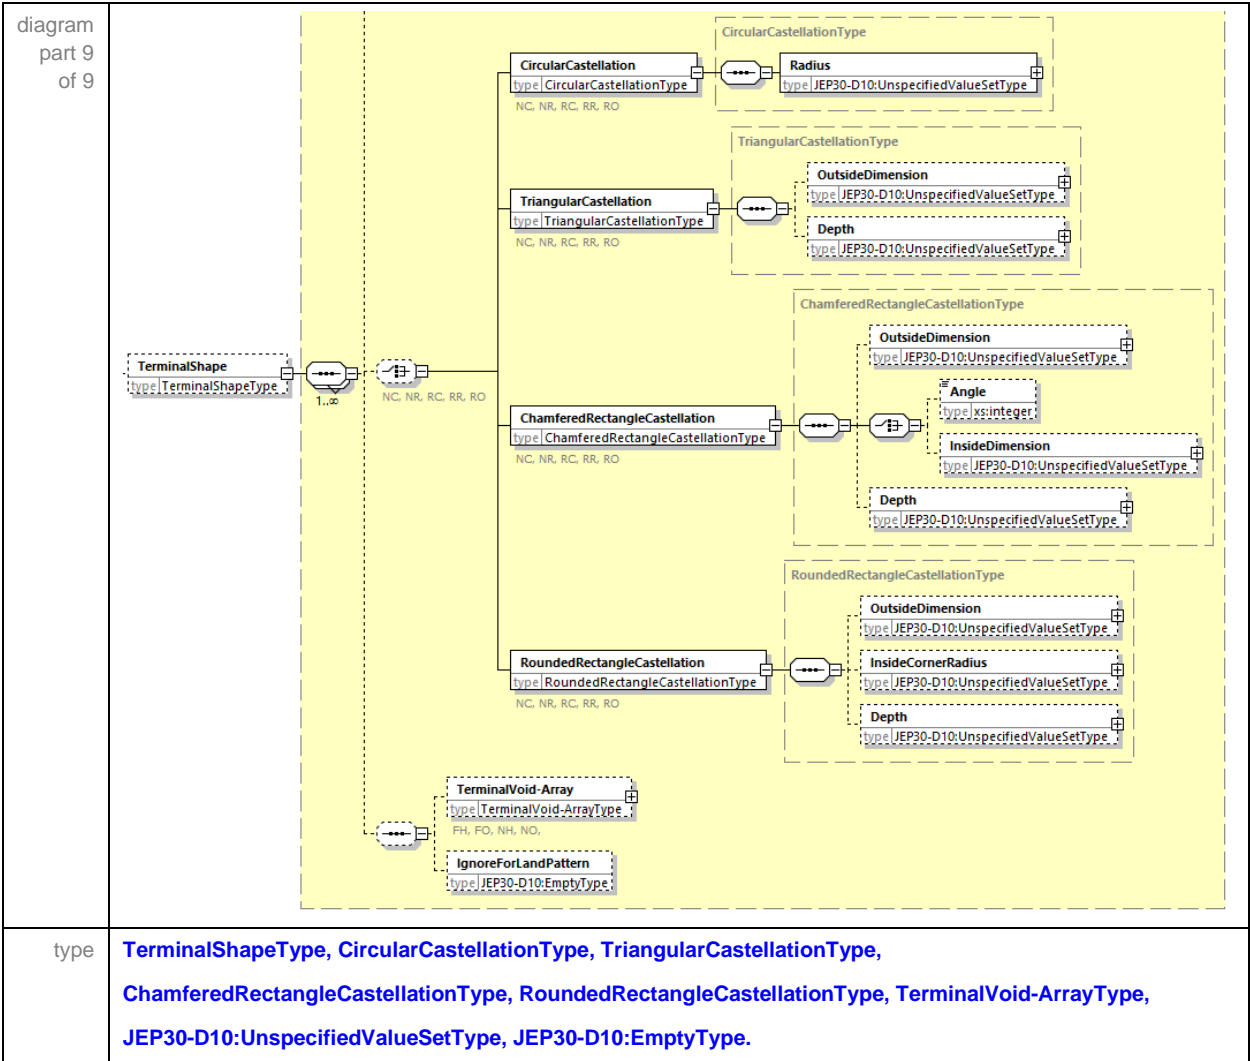 diagram
part 9
of 9
CircularCastellationType
CircularCastellation
type CircularCastellationType
NC, NR, RC, RR, RO
Radius
type JEP30-D10:UnspecifiedValueSetType
TriangularCastellationType
TriangularCastellation
type TriangularCastellationType
NC, NR, RC, RR, RO
OutsideDimension
type JEP30-D10:UnspecifiedValueSetType
Depth
type JEP30-D10:UnspecifiedValueSetType
TerminalShape
type TerminalShapeType
1..∞
NC, NR, RC, RR, RO
ChamferedRectangleCastellationType
ChamferedRectangleCastellation
type ChamferedRectangleCastellationType
NC, NR, RC, RR, RO
OutsideDimension
type JEP30-D10:UnspecifiedValueSetType
Angle
type xs:integer
InsideDimension
type JEP30-D10:UnspecifiedValueSetType
Depth
type JEP30-D10:UnspecifiedValueSetType
RoundedRectangleCastellationType
RoundedRectangleCastellation
type RoundedRectangleCastellationType
NC, NR, RC, RR, RO
OutsideDimension
type JEP30-D10:UnspecifiedValueSetType
InsideCornerRadius
type JEP30-D10:UnspecifiedValueSetType
Depth
type JEP30-D10:UnspecifiedValueSetType
TerminalVoid-Array
type TerminalVoid-ArrayType
FH, FO, NH, NO,
IgnoreForLandPattern
type JEP30-D10:EmptyType
type
TerminalShapeType, CircularCastellationType, TriangularCastellationType,
ChamferedRectangleCastellationType, RoundedRectangleCastellationType, TerminalVoid-ArrayType,
JEP30-D10:UnspecifiedValueSetType, JEP30-D10:EmptyType.